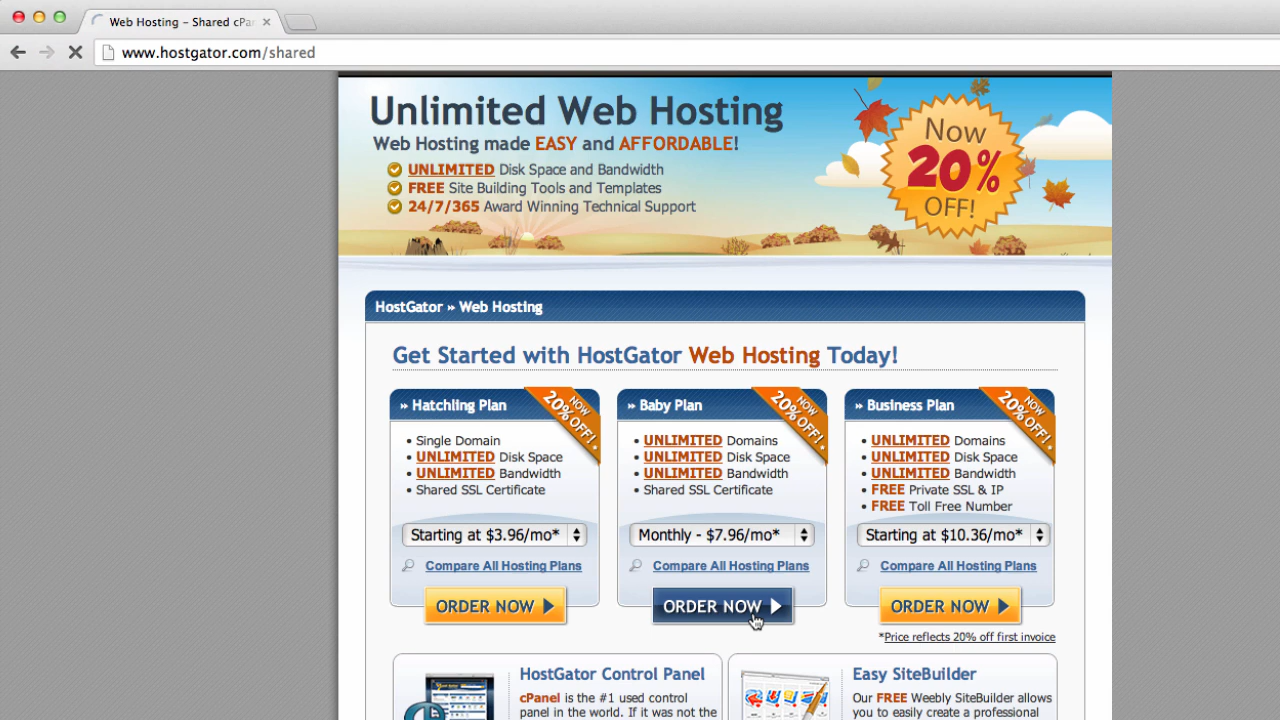 Web Hosting – Shared cPa
www.hostgator.com/shared
Unlimited Web Hosting
Web Hosting made EASY and AFFORDABLE!
UNLIMITED Disk Space and Bandwidth
FREE Site Building Tools and Templates
24/7/365 Award Winning Technical Support
Now
20%
OFF!
HostGator » Web Hosting
Get Started with HostGator Web Hosting Today!
» Hatchling Plan
NOW
20% OFF!*
• Single Domain
• UNLIMITED Disk Space
• UNLIMITED Bandwidth
• Shared SSL Certificate
Starting at $3.96/mo*
Compare All Hosting Plans
ORDER NOW
» Baby Plan
NOW
20% OFF!*
• UNLIMITED Domains
• UNLIMITED Disk Space
• UNLIMITED Bandwidth
• Shared SSL Certificate
Monthly - $7.96/mo*
Compare All Hosting Plans
ORDER NOW
» Business Plan
NOW
20% OFF!*
• UNLIMITED Domains
• UNLIMITED Disk Space
• UNLIMITED Bandwidth
• FREE Private SSL & IP
• FREE Toll Free Number
Starting at $10.36/mo*
Compare All Hosting Plans
ORDER NOW
*Price reflects 20% off first invoice
HostGator Control Panel
cPanel is the #1 used control
panel in the world. If it was not the
Easy SiteBuilder
Our FREE Weebly SiteBuilder allows
you to easily create a professional